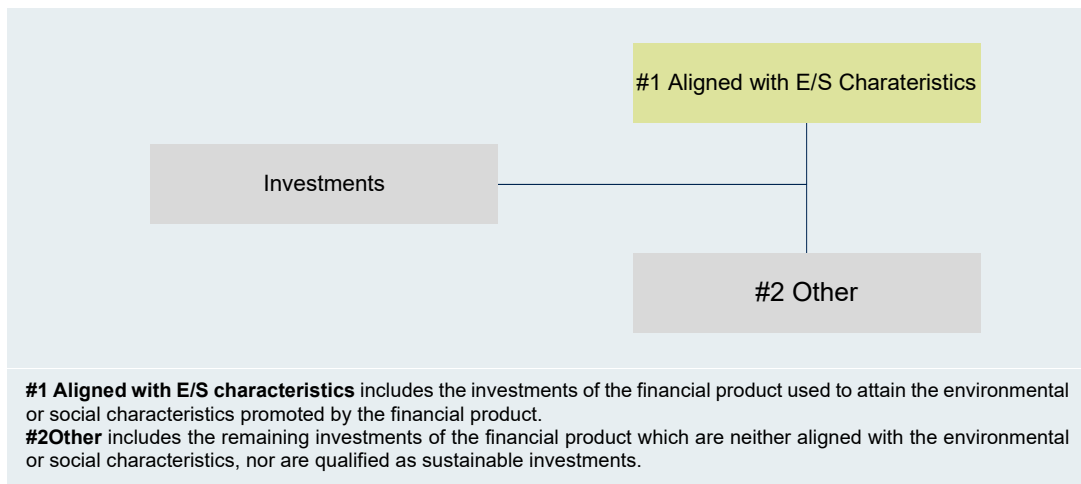 #1 Aligned with E/S Charateristics
Investments
#2 Other
#1 Aligned with E/S characteristics includes the investments of the financial product used to attain the environmental
or social characteristics promoted by the financial product.
#2Other includes the remaining investments of the financial product which are neither aligned with the environmental
or social characteristics, nor are qualified as sustainable investments.